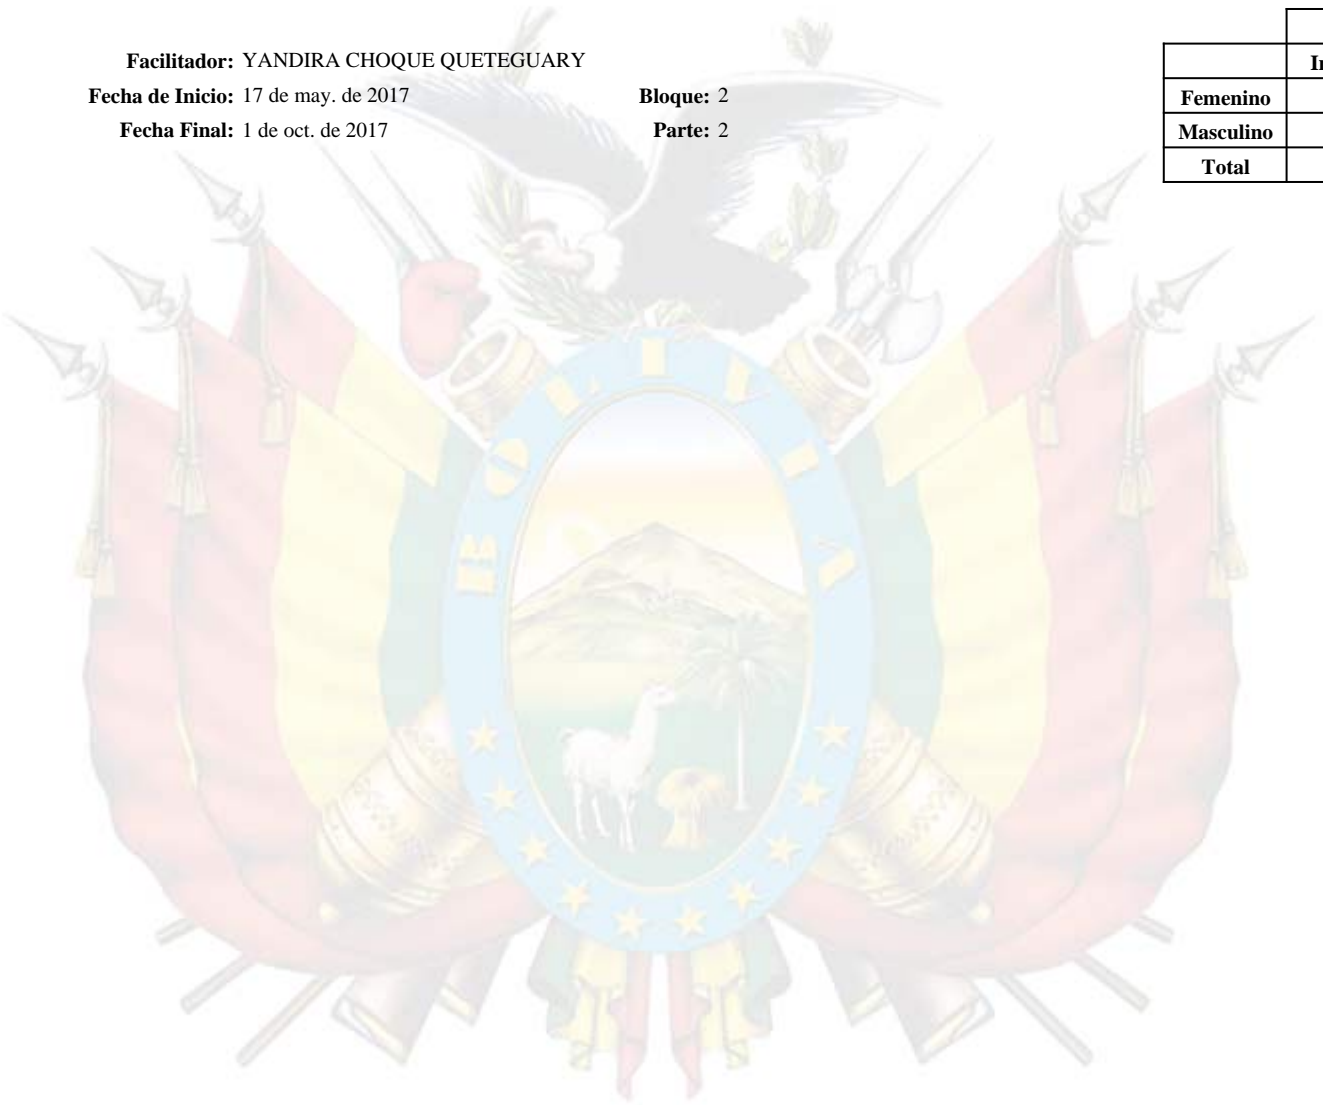 Facilitador: YANDIRA CHOQUE QUETEGUARY
Fecha de Inicio: 17 de may. de 2017 Bloque: 2
Fecha Final: 1 de oct. de 2017 Parte: 2
Femenino
Masculino
Total
BOLIVIA